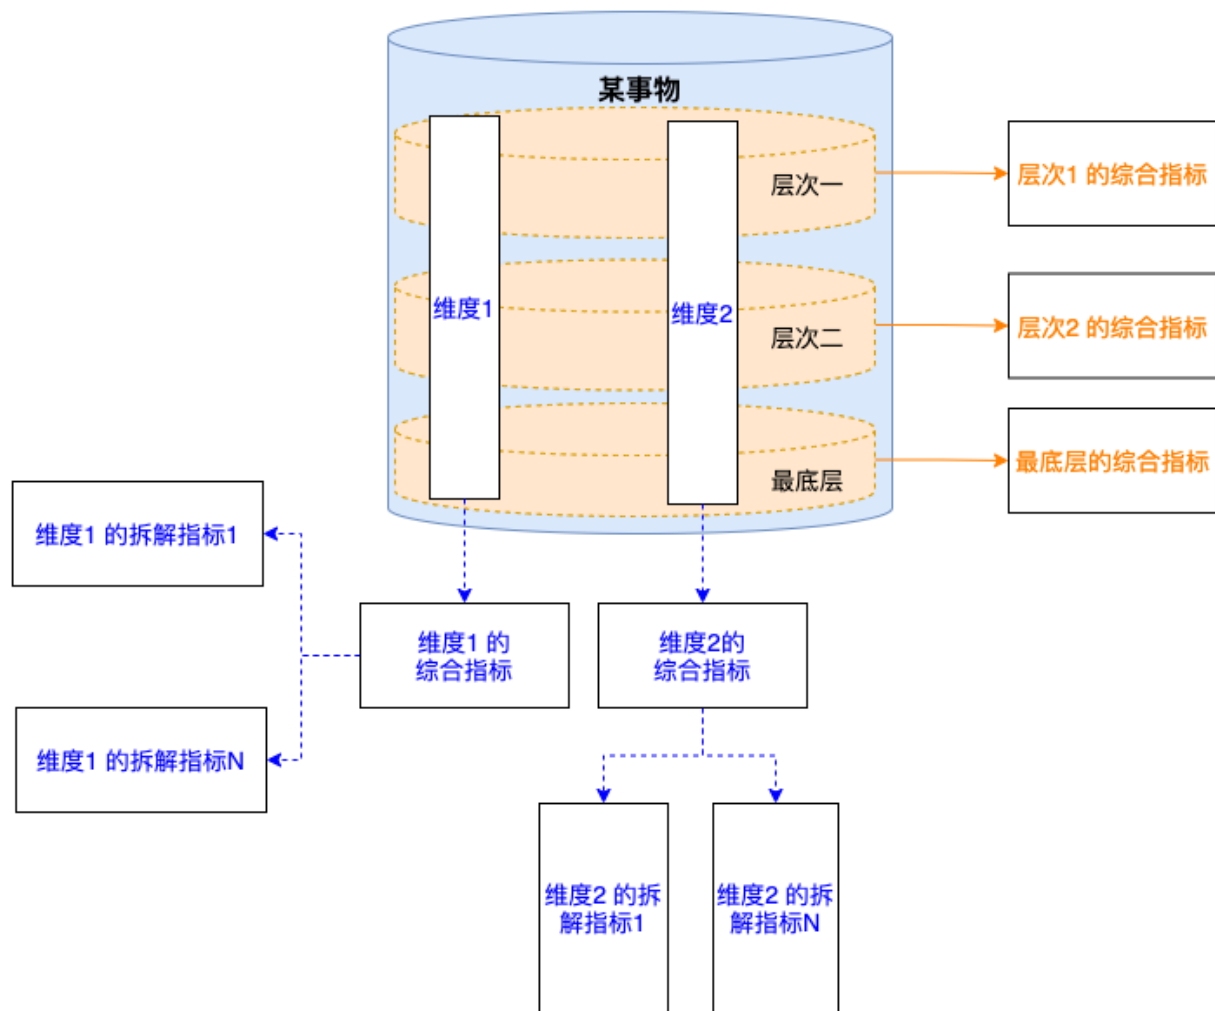 某事物
层次一
层次1 的综合指标
维度1
维度2
层次二
层次2 的综合指标
最底层
最底层的综合指标
维度1 的拆解指标1
维度1 的
综合指标
维度2的
综合指标
维度1 的拆解指标N
维度2 的拆
解指标1
维度2 的拆
解指标N